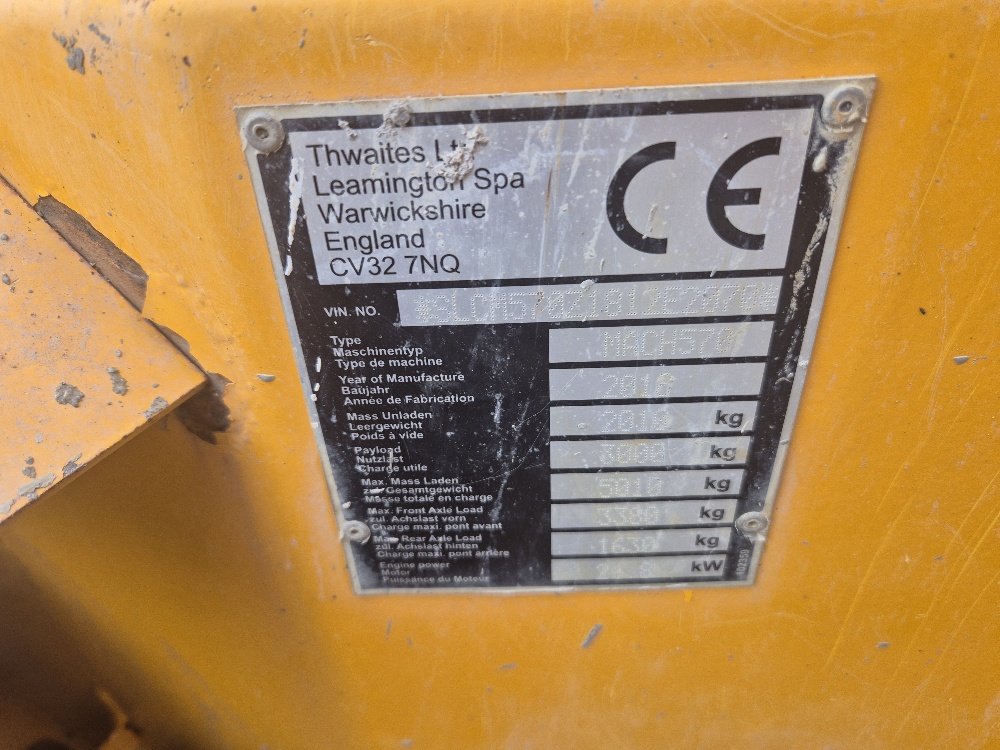 Thwaites Ltd
Leamington Spa
Warwickshire
England
CV32 7NQ
CE
VIN. NO.
Type
Maschinentyp
Type de machine
MACH570
Year of Manufacture
Baujahr
Année de Fabrication
2018
Mass Unladen
Leergewicht
Poids à vide
2010 kg
Payload
Nutzlast
Charge utile
3000 kg
Max. Mass Laden
zul. Gesamtgewicht
Masse totale en charge
5010 kg
Max. Front Axle Load
zul. Achslast vorn
Charge maxi. pont avant
3380 kg
Max Rear Axle Load
zul. Achslast hinten
Charge maxi. pont arrière
1630 kg
Engine power
Motor
Puissance du Moteur
kW
102350